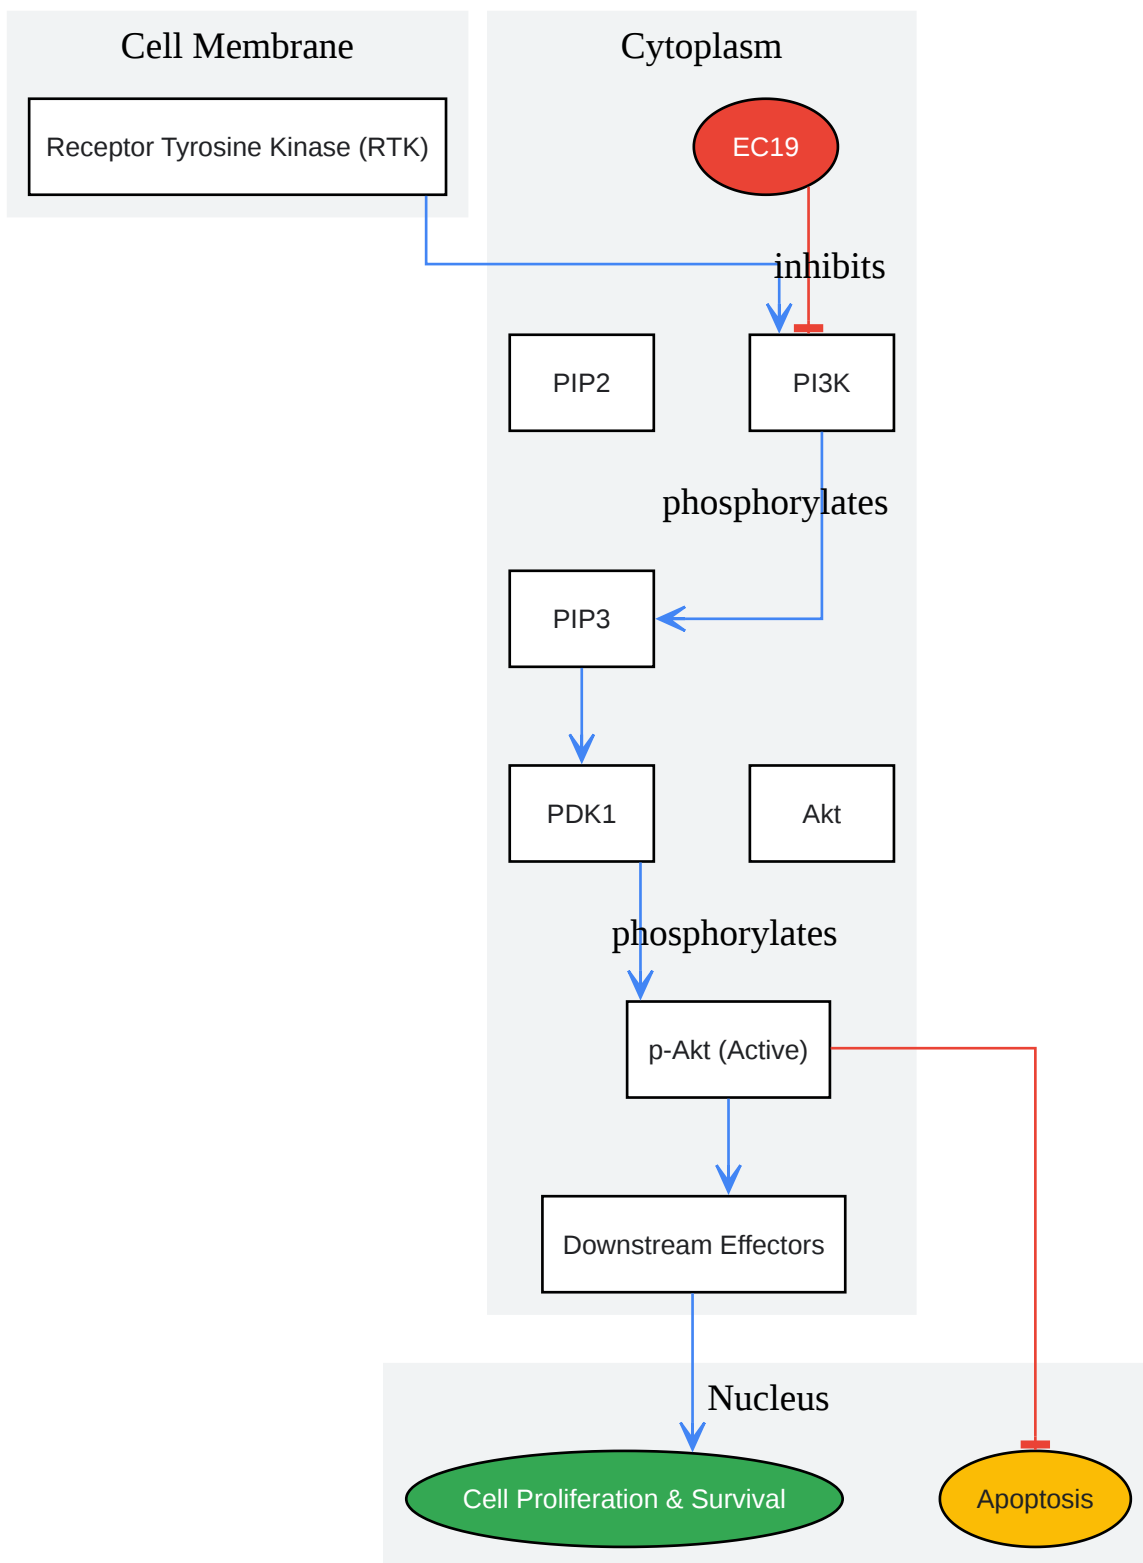 Cell Membrane
Cytoplasm
Receptor Tyrosine Kinase (RTK)
EC19
inhibits
PIP2
PI3K
phosphorylates
PIP3
PDK1
Akt
phosphorylates
p-Akt (Active)
Downstream Effectors
Nucleus
Cell Proliferation & Survival
Apoptosis